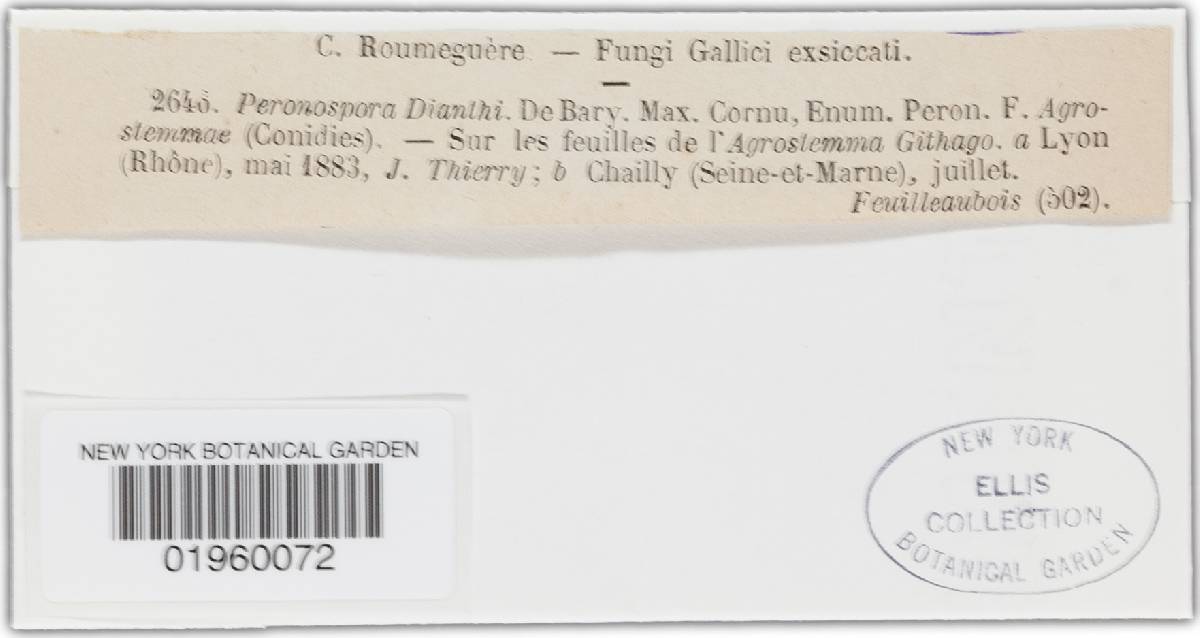 C. Roumeguère. — Fungi Gallici exsiccati.
Peronospora Dianthi. De Bary. Max. Cornu, Enum. Peron. F. Agro-
stemmae (Conidies). — Sur les feuilles de l'Agrostemma Githago. a Lyon
(Rhône), mai 1883, J. Thierry; b Chailly (Seine-et-Marne), juillet.
Feuilleaubois (502).
NEW YORK BOTANICAL GARDEN
01960072
NEW YORK
ELLIS
COLLECTION
BOTANICAL GARDEN